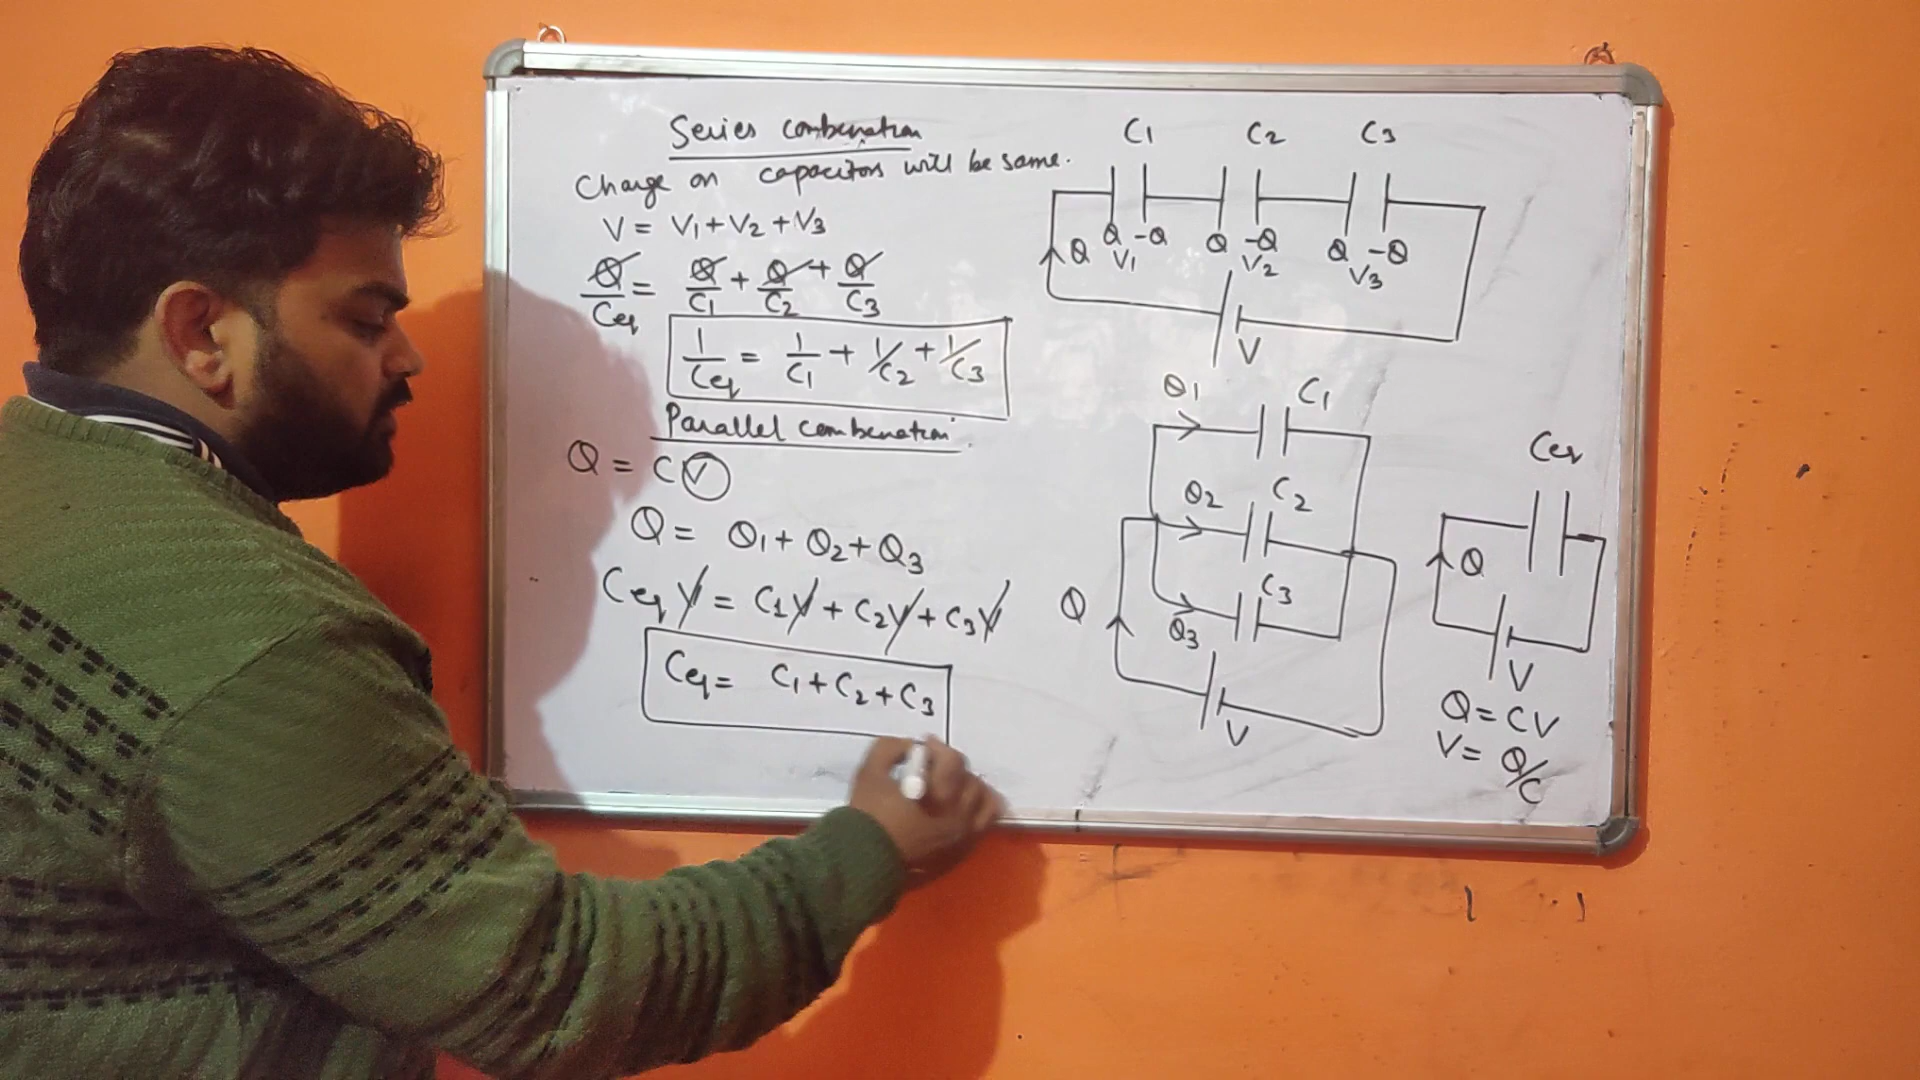 Series combination
Charge on capacitors will be same.
V = V1 + V2 + V3
Q/Ceq = Q/C1 + Q/C2 + Q/C3
1/Ceq = 1/C1 + 1/C2 + 1/C3
Parallel combination
Q = CV
Q = Q1 + Q2 + Q3
Ceq V = C1V + C2V + C3V
Ceq = C1 + C2 + C3
C1 C2 C3
Q Q -Q Q -Q Q -Q
V1 V2 V3
V
Q1 C1
Q2 C2
C3
Q Q3
V
Ceq
Q
V
Q = CV
V = Q/C